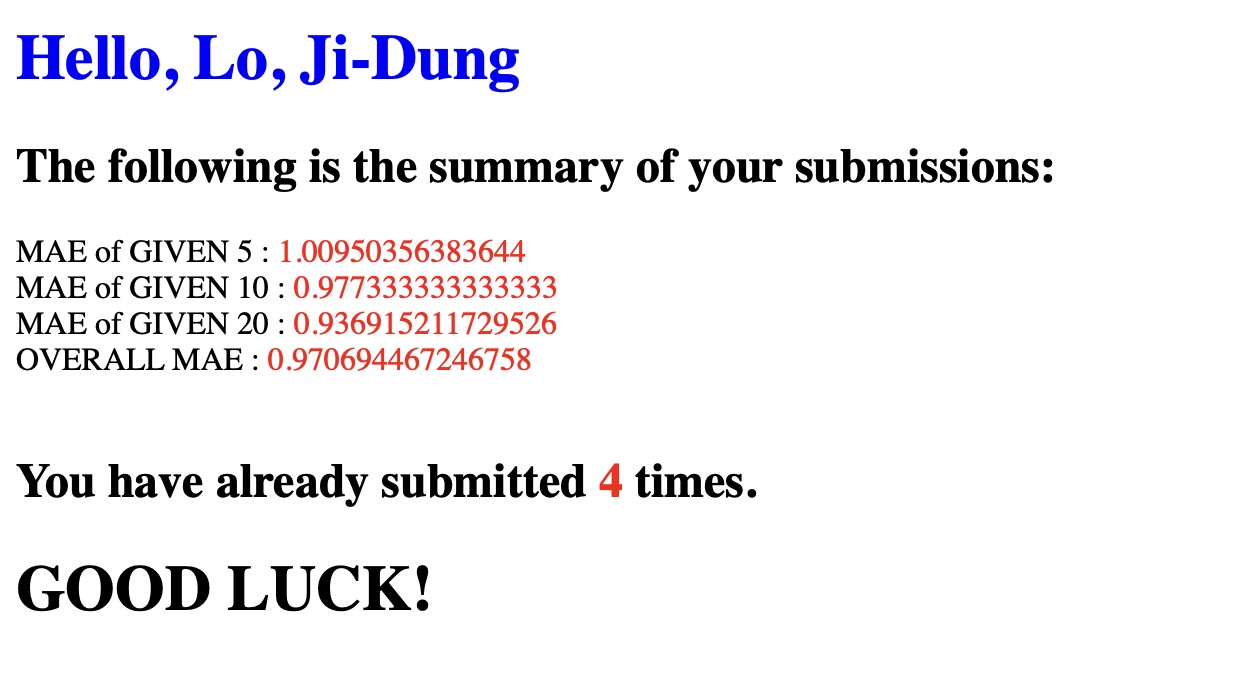 Hello, Lo, Ji-Dung
The following is the summary of your submissions:
MAE of GIVEN 5 : 1.00950356383644
MAE of GIVEN 10 : 0.977333333333333
MAE of GIVEN 20 : 0.936915211729526
OVERALL MAE : 0.970694467246758
You have already submitted 4 times.
GOOD LUCK!